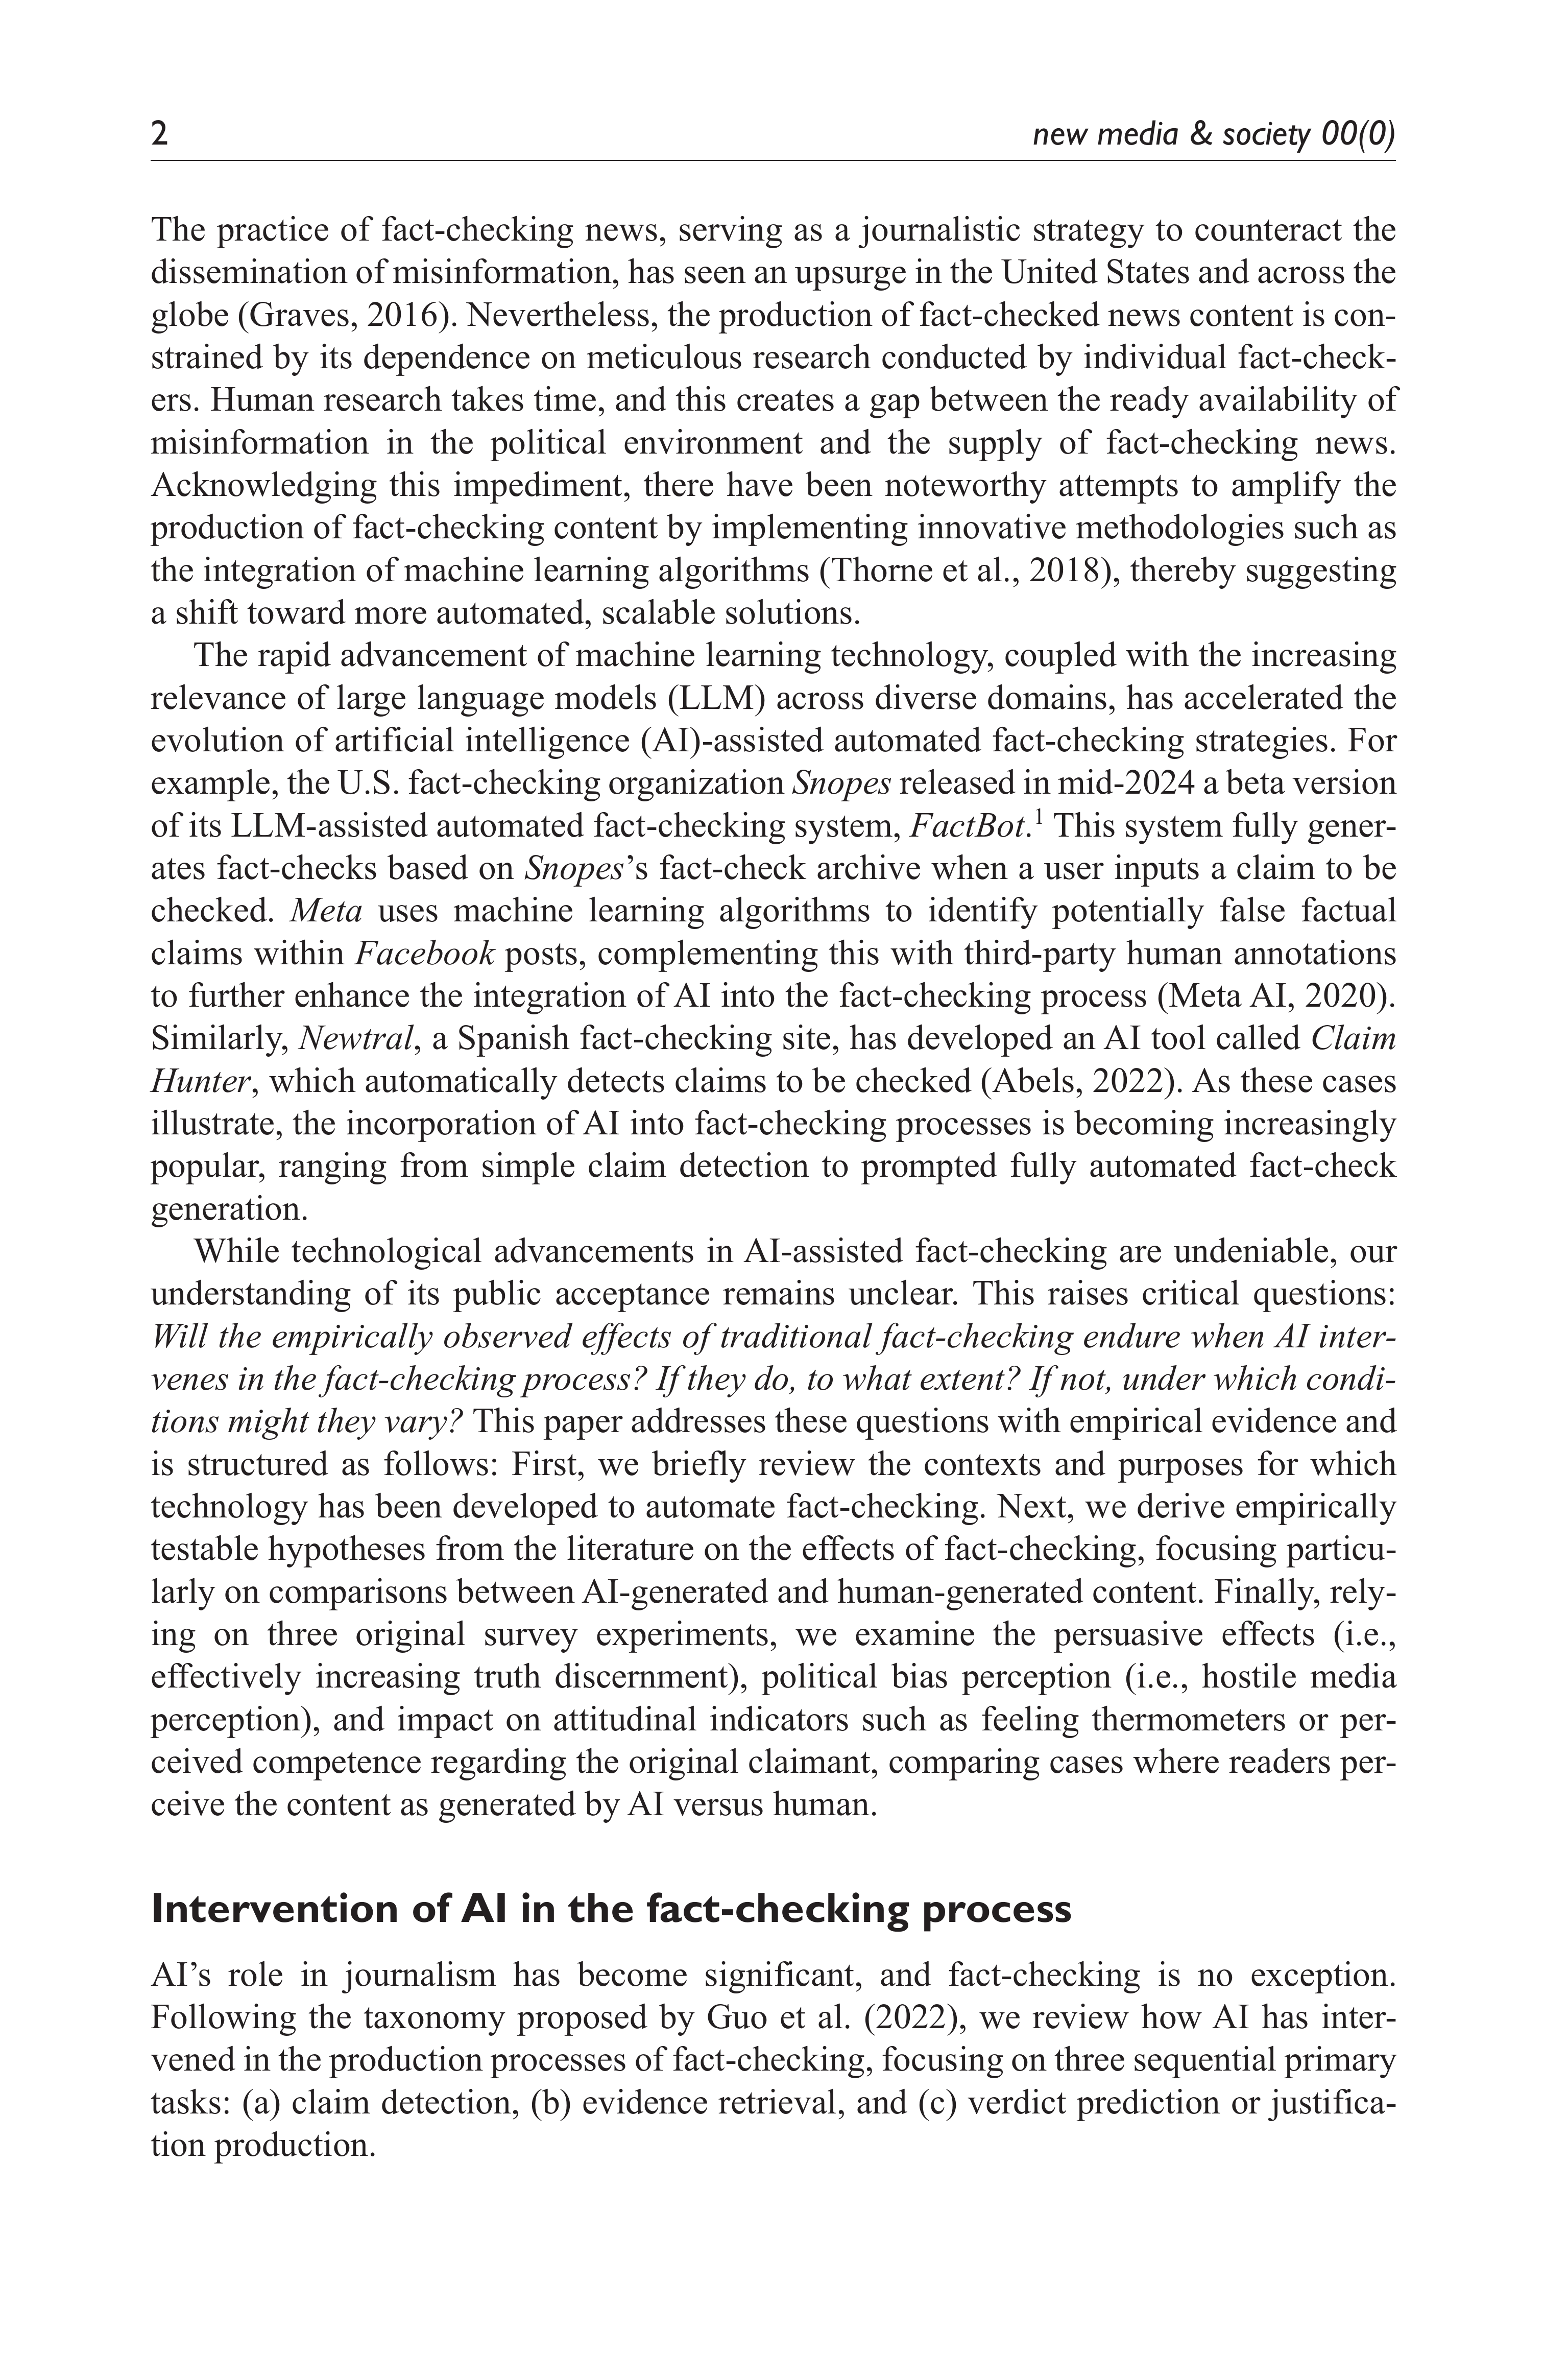 2
new media & society 00(0)
The practice of fact-checking news, serving as a journalistic strategy to counteract the
dissemination of misinformation, has seen an upsurge in the United States and across the
globe (Graves, 2016). Nevertheless, the production of fact-checked news content is con-
strained by its dependence on meticulous research conducted by individual fact-check-
ers. Human research takes time, and this creates a gap between the ready availability of
misinformation in the political environment and the supply of fact-checking news.
Acknowledging this impediment, there have been noteworthy attempts to amplify the
production of fact-checking content by implementing innovative methodologies such as
the integration of machine learning algorithms (Thorne et al., 2018), thereby suggesting
a shift toward more automated, scalable solutions.
The rapid advancement of machine learning technology, coupled with the increasing
relevance of large language models (LLM) across diverse domains, has accelerated the
evolution of artificial intelligence (AI)-assisted automated fact-checking strategies. For
example, the U.S. fact-checking organization Snopes released in mid-2024 a beta version
of its LLM-assisted automated fact-checking system, FactBot.¹ This system fully gener-
ates fact-checks based on Snopes’s fact-check archive when a user inputs a claim to be
checked. Meta uses machine learning algorithms to identify potentially false factual
claims within Facebook posts, complementing this with third-party human annotations
to further enhance the integration of AI into the fact-checking process (Meta AI, 2020).
Similarly, Newtral, a Spanish fact-checking site, has developed an AI tool called Claim
Hunter, which automatically detects claims to be checked (Abels, 2022). As these cases
illustrate, the incorporation of AI into fact-checking processes is becoming increasingly
popular, ranging from simple claim detection to prompted fully automated fact-check
generation.
While technological advancements in AI-assisted fact-checking are undeniable, our
understanding of its public acceptance remains unclear. This raises critical questions:
Will the empirically observed effects of traditional fact-checking endure when AI inter-
venes in the fact-checking process? If they do, to what extent? If not, under which condi-
tions might they vary? This paper addresses these questions with empirical evidence and
is structured as follows: First, we briefly review the contexts and purposes for which
technology has been developed to automate fact-checking. Next, we derive empirically
testable hypotheses from the literature on the effects of fact-checking, focusing particu-
larly on comparisons between AI-generated and human-generated content. Finally, rely-
ing on three original survey experiments, we examine the persuasive effects (i.e.,
effectively increasing truth discernment), political bias perception (i.e., hostile media
perception), and impact on attitudinal indicators such as feeling thermometers or per-
ceived competence regarding the original claimant, comparing cases where readers per-
ceive the content as generated by AI versus human.
Intervention of AI in the fact-checking process
AI’s role in journalism has become significant, and fact-checking is no exception.
Following the taxonomy proposed by Guo et al. (2022), we review how AI has inter-
vened in the production processes of fact-checking, focusing on three sequential primary
tasks: (a) claim detection, (b) evidence retrieval, and (c) verdict prediction or justifica-
tion production.